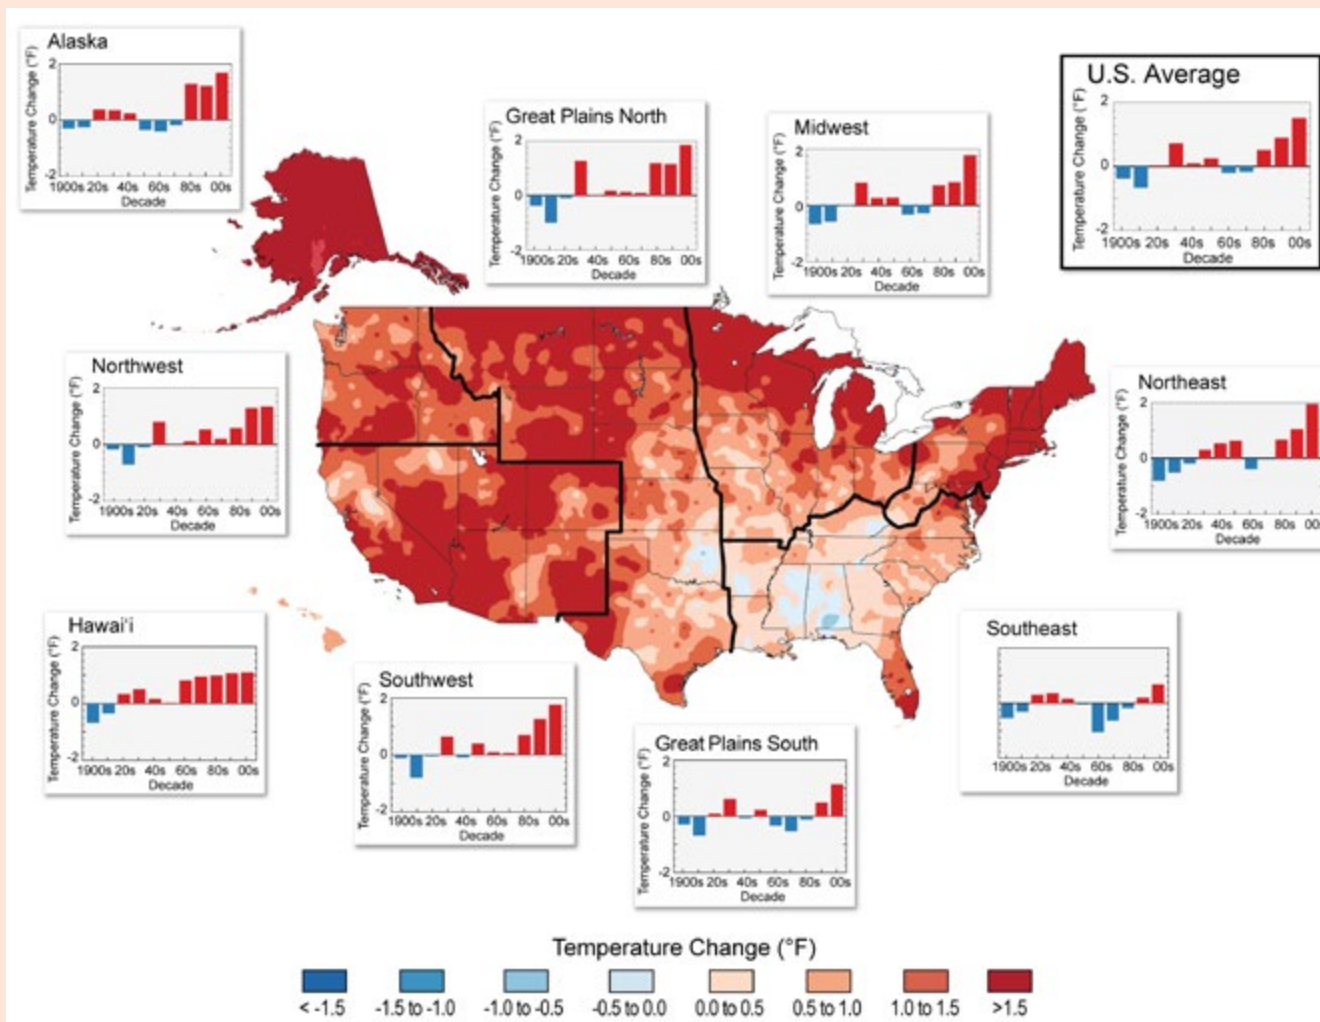 Alaska
Temperature Change (°F)
2
0
-2
1900s 20s 40s 60s 80s 00s
Decade
Great Plains North
Temperature Change (°F)
2
0
-2
1900s 20s 40s 60s 80s 00s
Decade
Midwest
Temperature Change (°F)
2
0
-2
1900s 20s 40s 60s 80s 00s
Decade
U.S. Average
Temperature Change (°F)
2
0
-2
1900s 20s 40s 60s 80s 00s
Decade
Northwest
Temperature Change (°F)
2
0
-2
1900s 20s 40s 60s 80s 00s
Decade
Northeast
Temperature Change (°F)
2
0
-2
1900s 20s 40s 60s 80s 00s
Decade
Hawai‘i
Temperature Change (°F)
2
0
-2
1900s 20s 40s 60s 80s 00s
Decade
Southwest
Temperature Change (°F)
2
0
-2
1900s 20s 40s 60s 80s 00s
Decade
Great Plains South
Temperature Change (°F)
2
0
-2
1900s 20s 40s 60s 80s 00s
Decade
Southeast
1900s 20s 40s 60s 80s 00s
Decade
Temperature Change (°F)
< -1.5 -1.5 to -1.0 -1.0 to -0.5 -0.5 to 0.0 0.0 to 0.5 0.5 to 1.0 1.0 to 1.5 >1.5